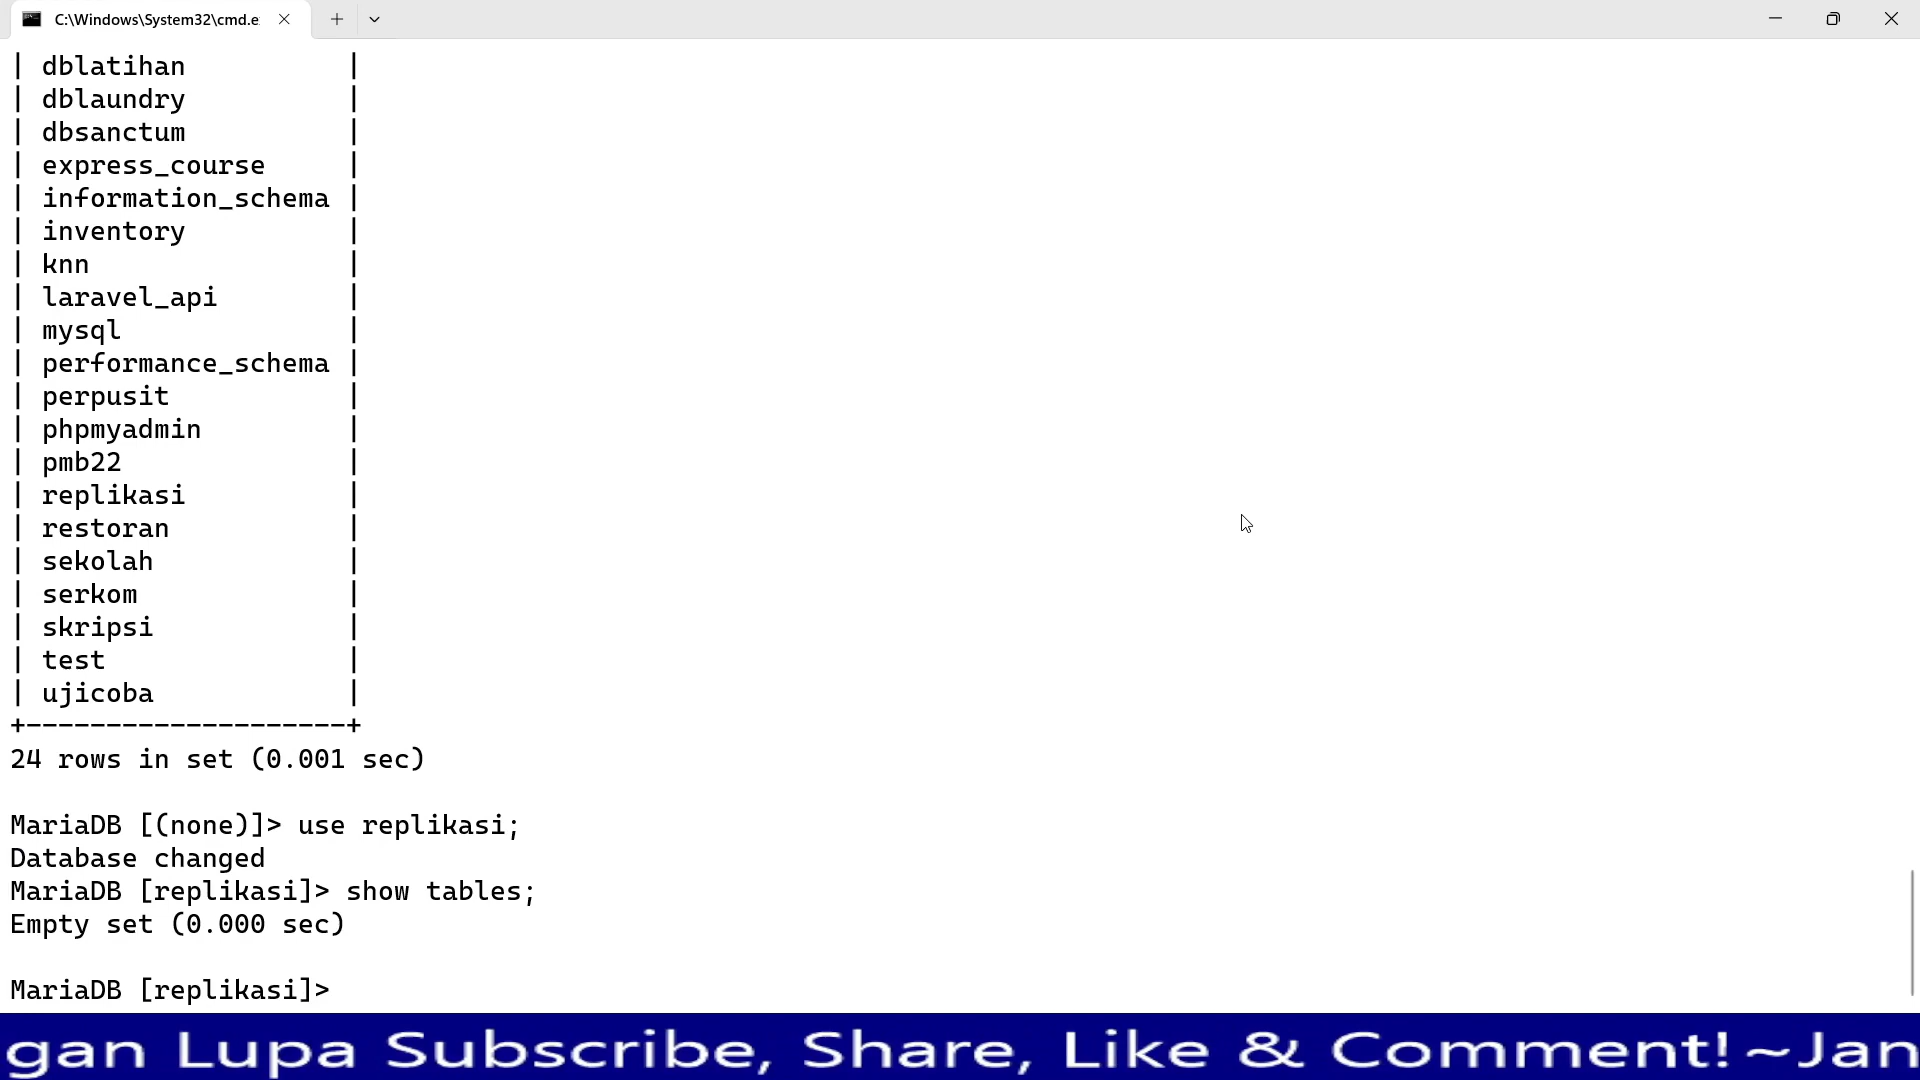 C:\Windows\System32\cmd.e
| dblatihan |
| dblaundry |
| dbsanctum |
| express_course |
| information_schema |
| inventory |
| knn |
| laravel_api |
| mysql |
| performance_schema |
| perpusit |
| phpmyadmin |
| pmb22 |
| replikasi |
| restoran |
| sekolah |
| serkom |
| skripsi |
| test |
| ujicoba |
+--------------------+
24 rows in set (0.001 sec)
MariaDB [(none)]> use replikasi;
Database changed
MariaDB [replikasi]> show tables;
Empty set (0.000 sec)
MariaDB [replikasi]>
gan Lupa Subscribe, Share, Like & Comment! ~Jan